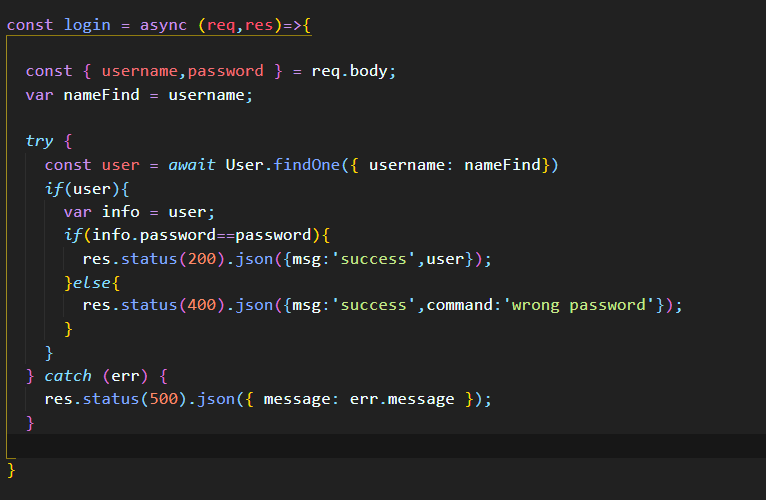 const login = async (req,res)=>{
const { username,password } = req.body;
var nameFind = username;
try {
const user = await User.findOne({ username: nameFind})
if(user){
var info = user;
if(info.password==password){
res.status(200).json({msg:'success',user});
}else{
res.status(400).json({msg:'success',command:'wrong password'});
}
}
} catch (err) {
res.status(500).json({ message: err.message });
}
}